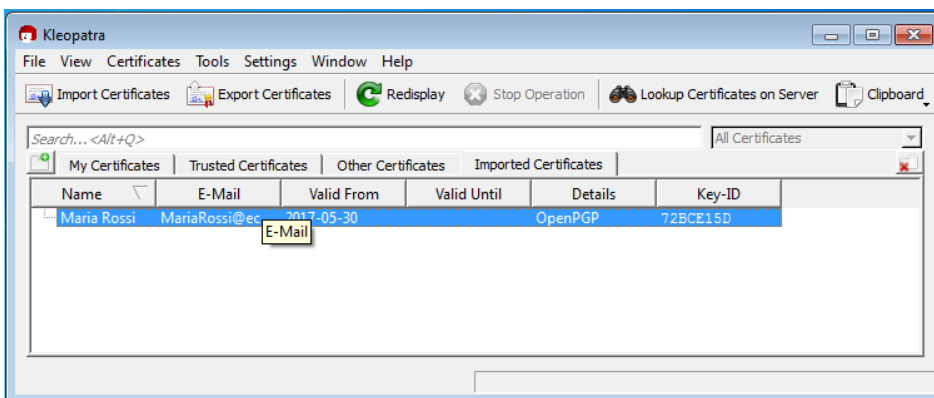 Kleopatra
File View Certificates Tools Settings Window Help
Import Certificates Export Certificates Redisplay Stop Operation Lookup Certificates on Server Clipboard
Search...<Alt+Q> All Certificates
My Certificates Trusted Certificates Other Certificates Imported Certificates
Name E-Mail Valid From Valid Until Details Key-ID
Maria Rossi MariaRossi@ec... 2017-05-30 OpenPGP 72BCE15D
E-Mail